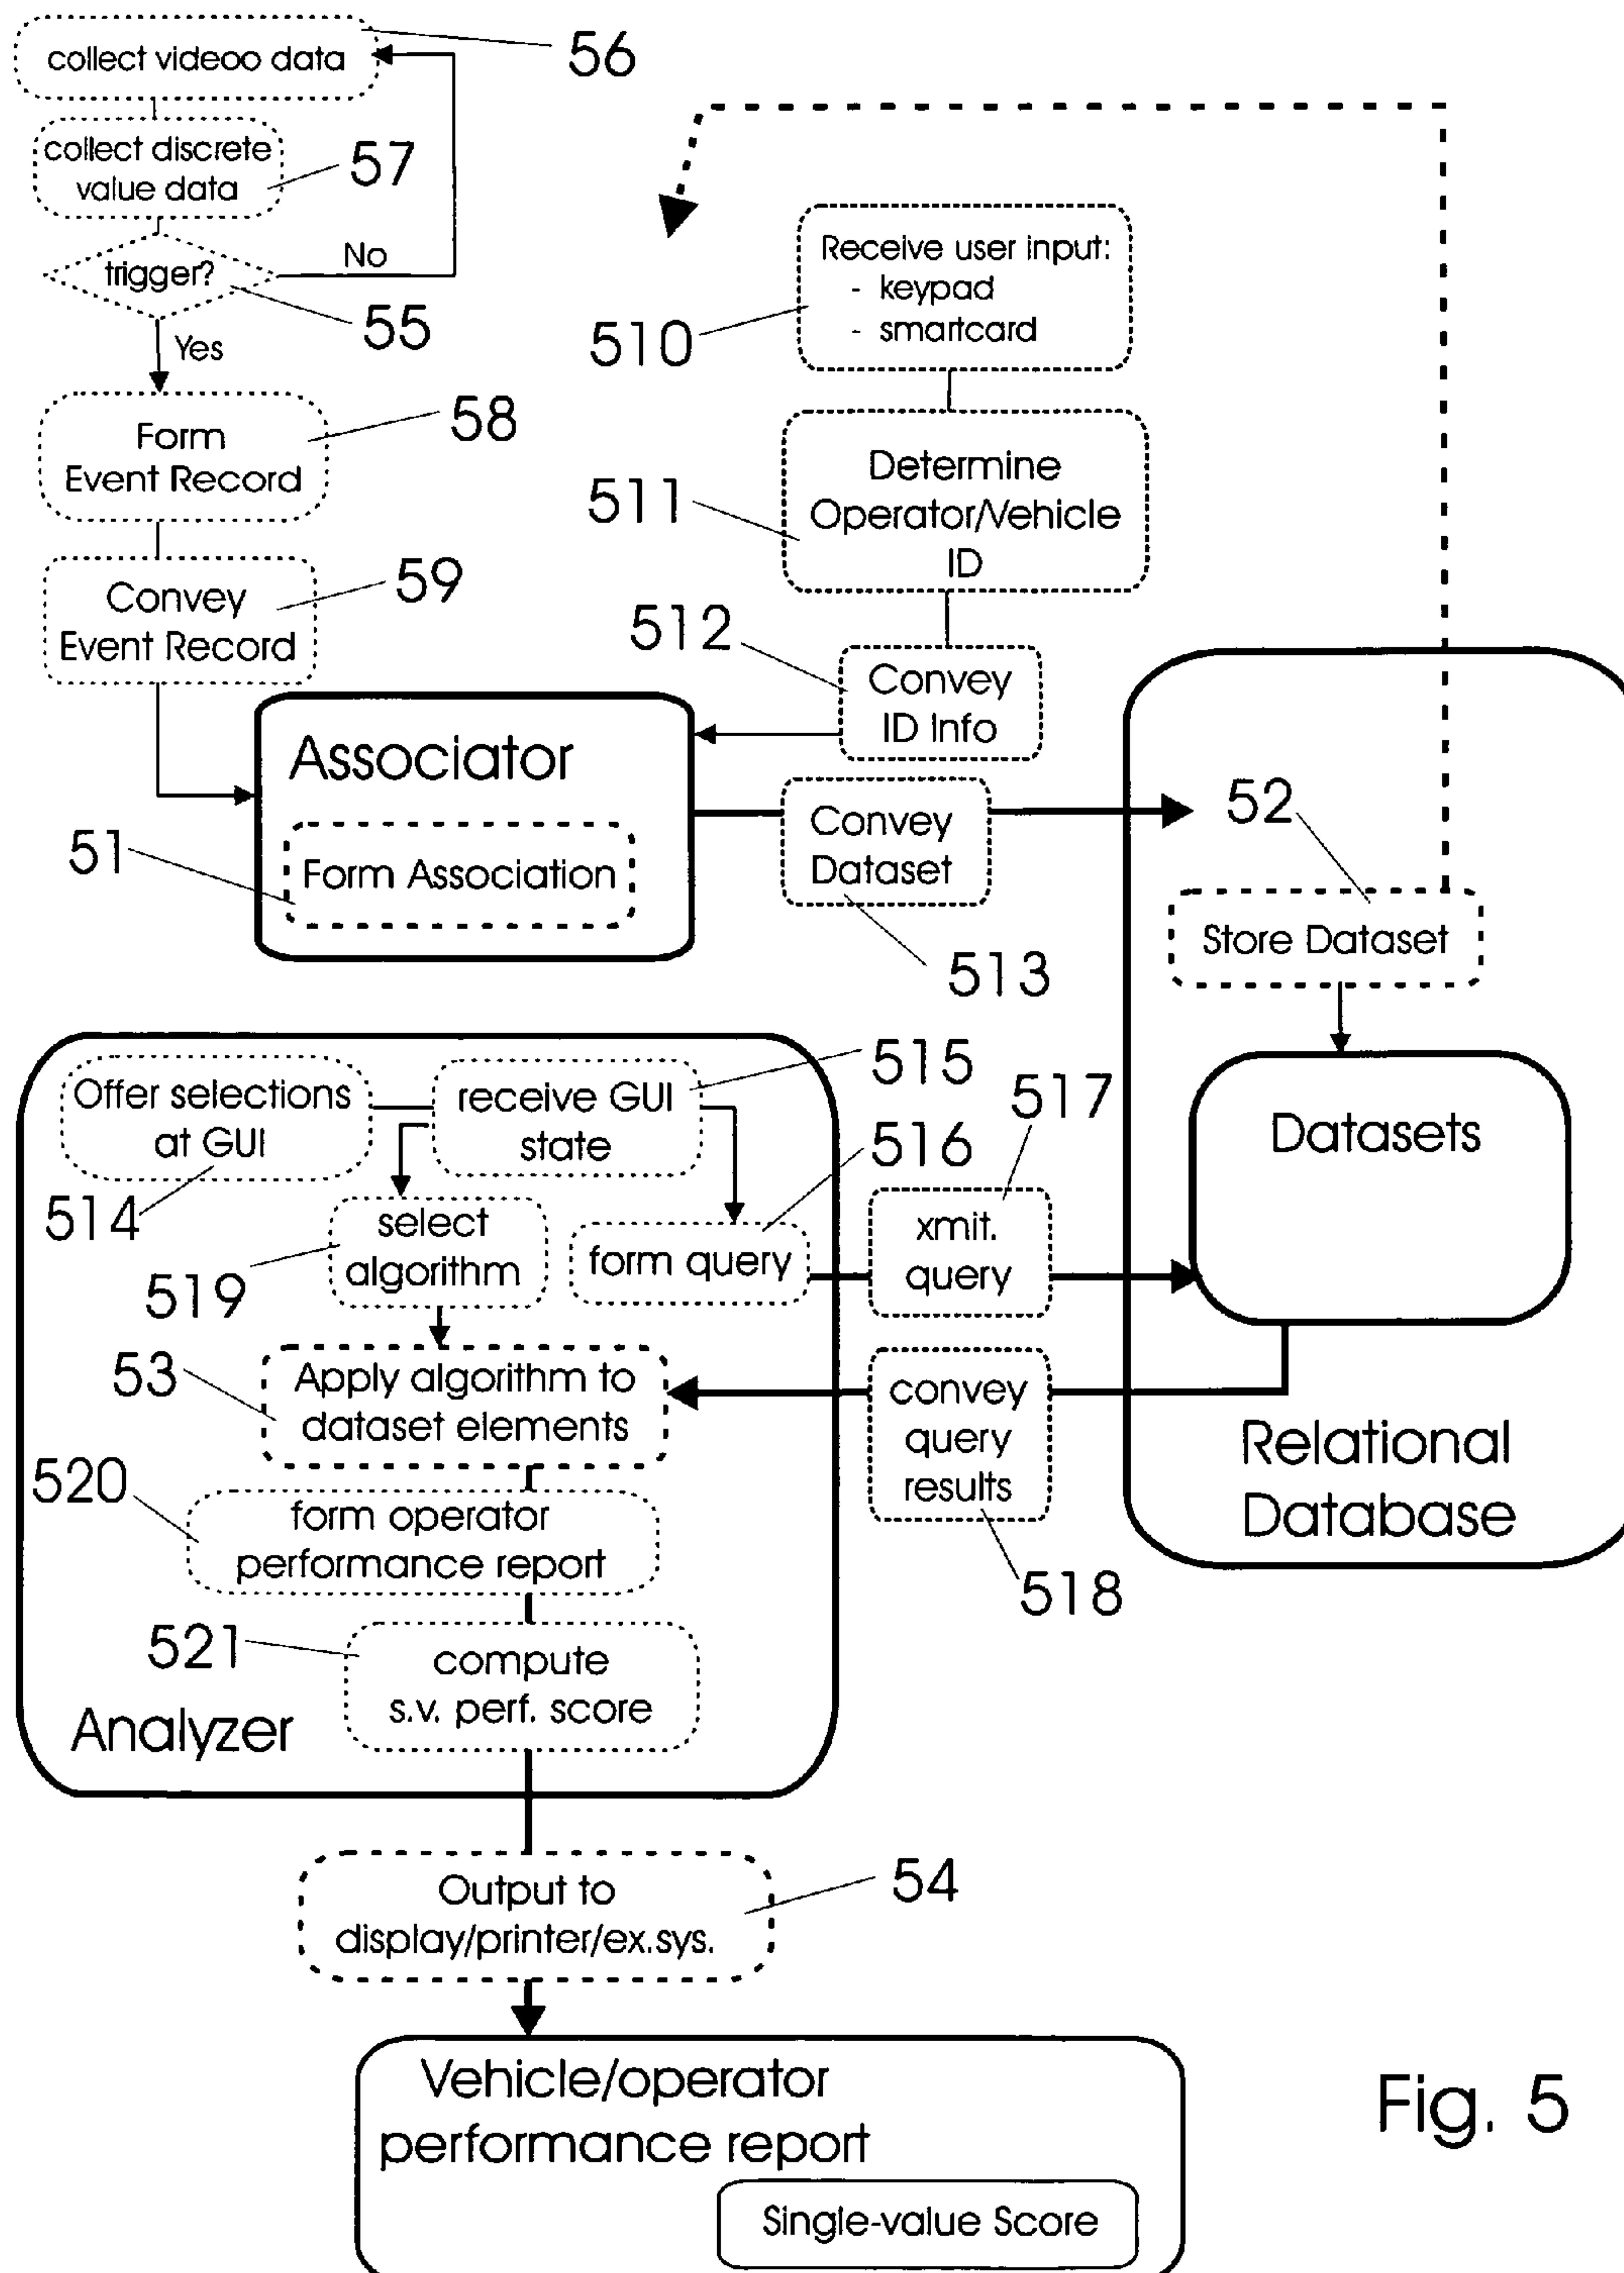 collect videoo data
56
collect discrete
value data
57
trigger?
No
55
Yes
Form
Event Record
58
Convey
Event Record
59
Receive user input:
- keypad
- smartcard
510
Determine
Operator/Vehicle
ID
511
512
Convey
ID Info
Associator
51
Form Association
Convey
Dataset
513
52
Store Dataset
Datasets
Relational
Database
Offer selections
at GUI
514
receive GUI
state
515
516
517
select
algorithm
519
form query
xmit.
query
53
Apply algorithm to
dataset elements
convey
query
results
518
520
form operator
performance report
521
compute
s.v. perf. score
Analyzer
Output to
display/printer/ex.sys.
54
Vehicle/operator
performance report
Single-value Score
Fig. 5